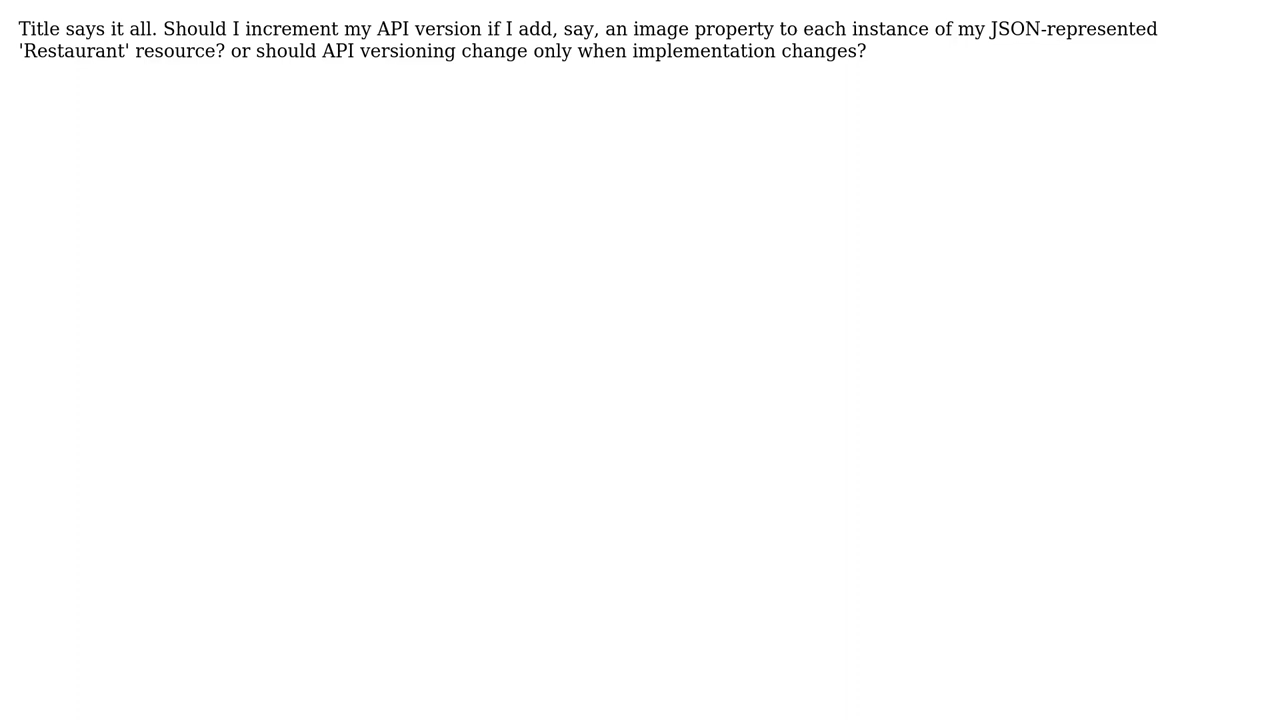 Title says it all. Should I increment my API version if I add, say, an image property to each instance of my JSON-represented
'Restaurant' resource? or should API versioning change only when implementation changes?